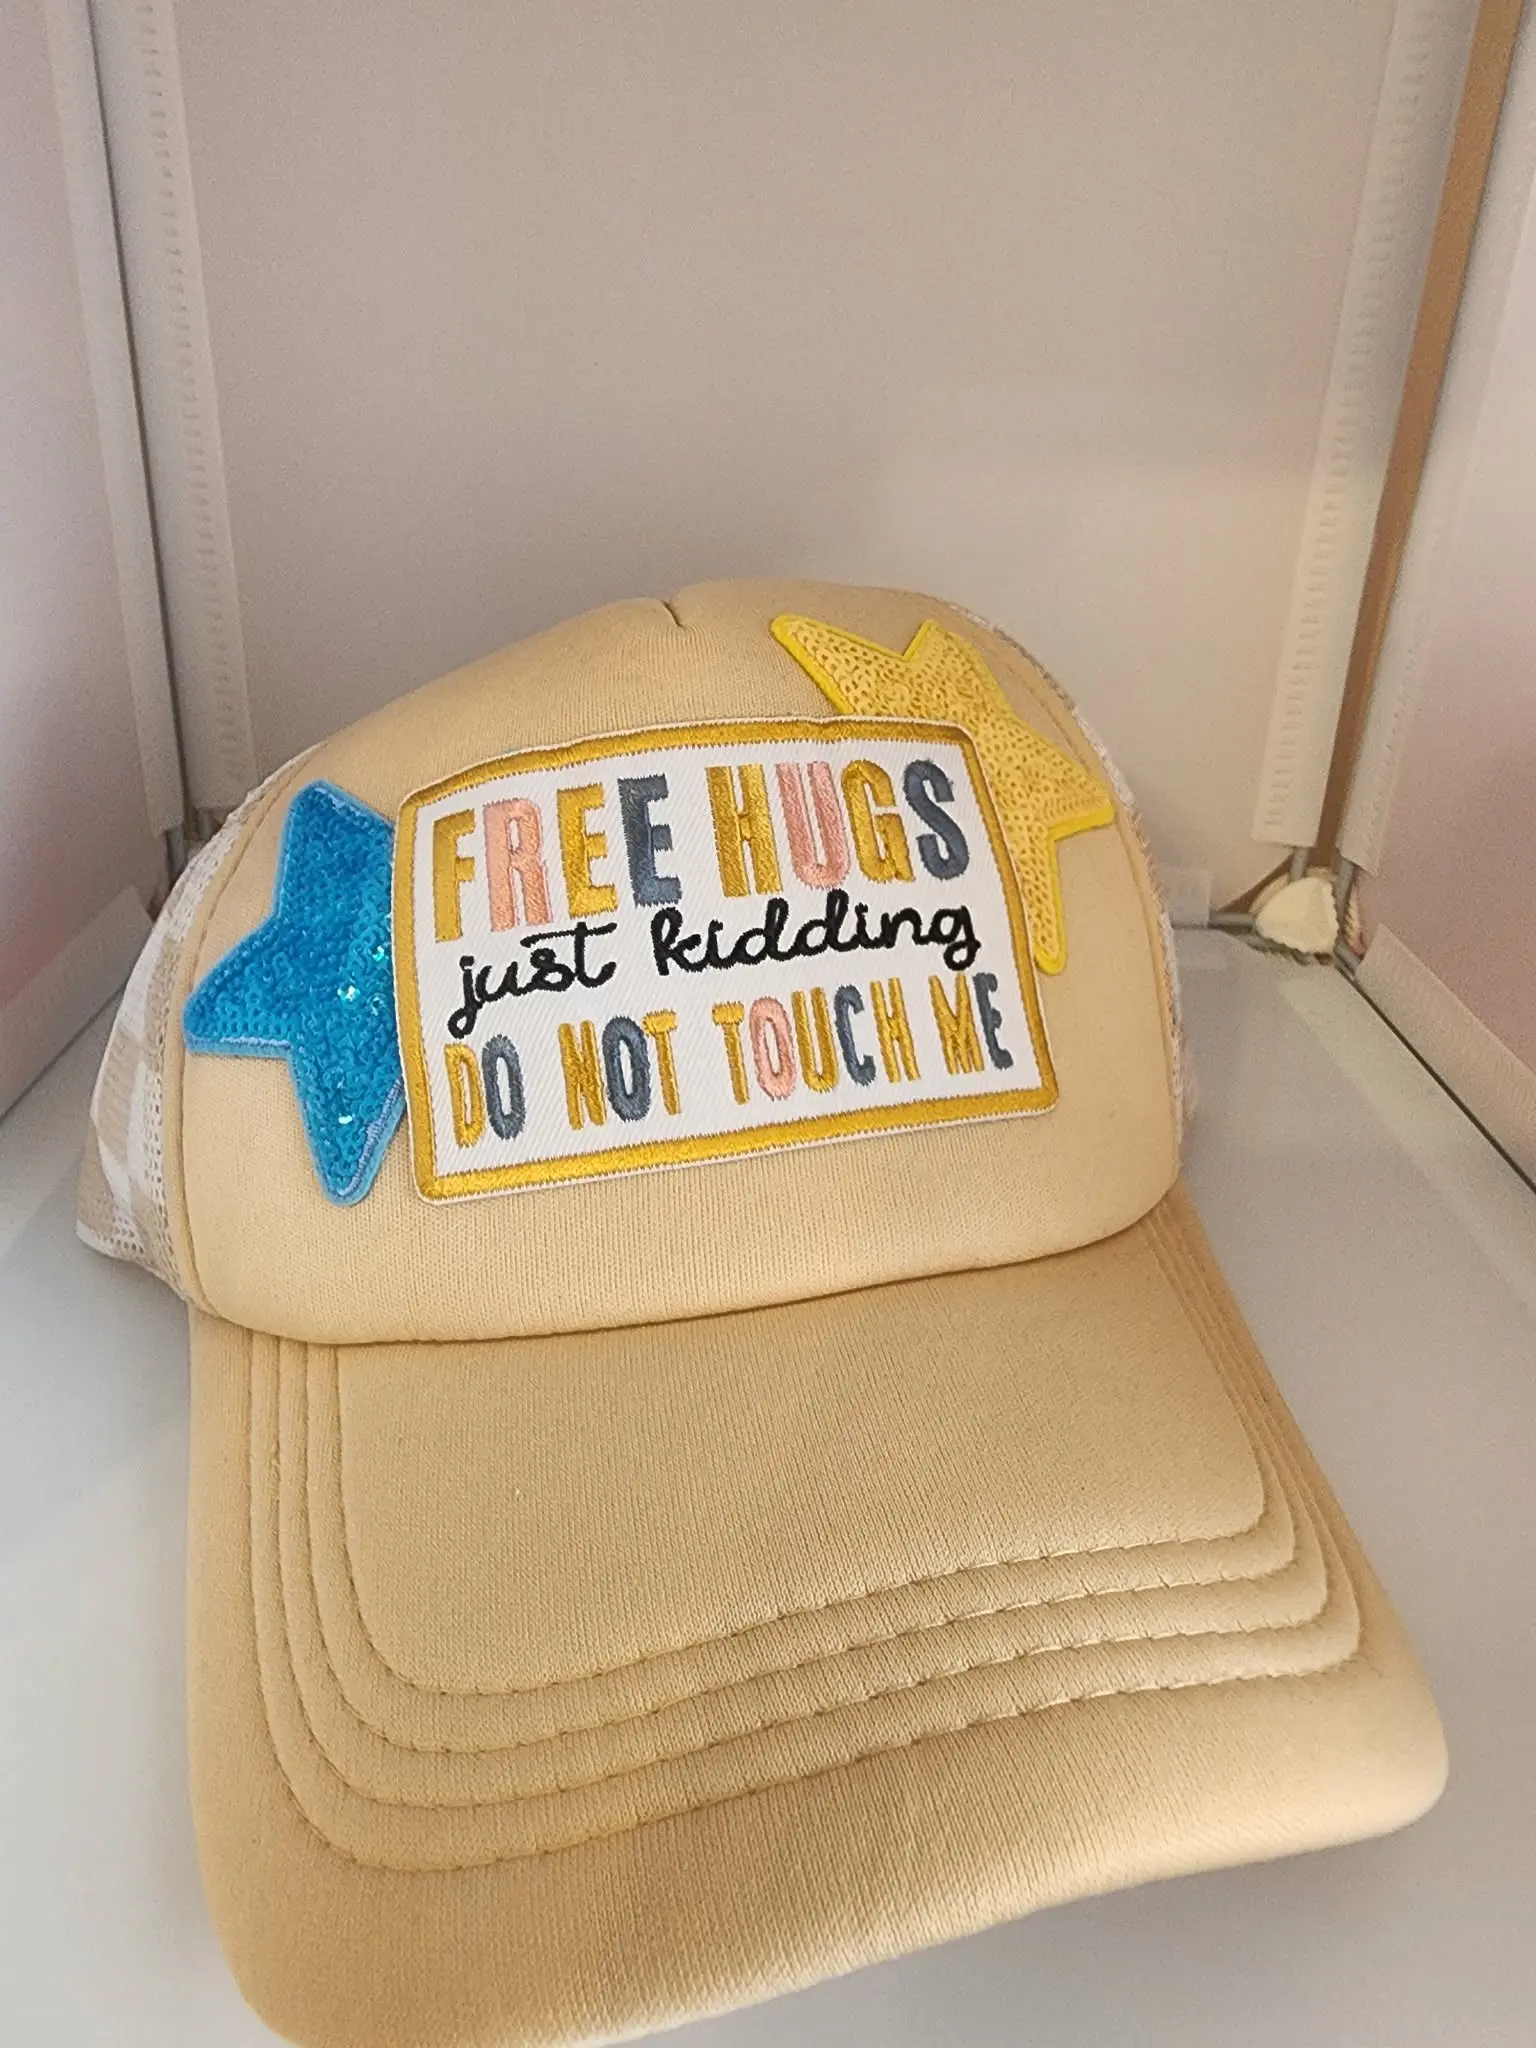 FREE HUGS
just kidding
DO NOT TOUCH ME